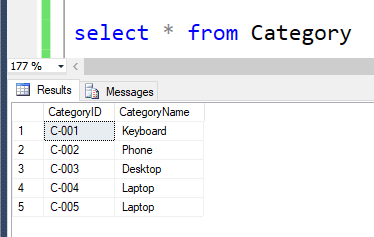 select * from Category
177 %
Results Messages
CategoryID CategoryName
1 C-001 Keyboard
2 C-002 Phone
3 C-003 Desktop
4 C-004 Laptop
5 C-005 Laptop